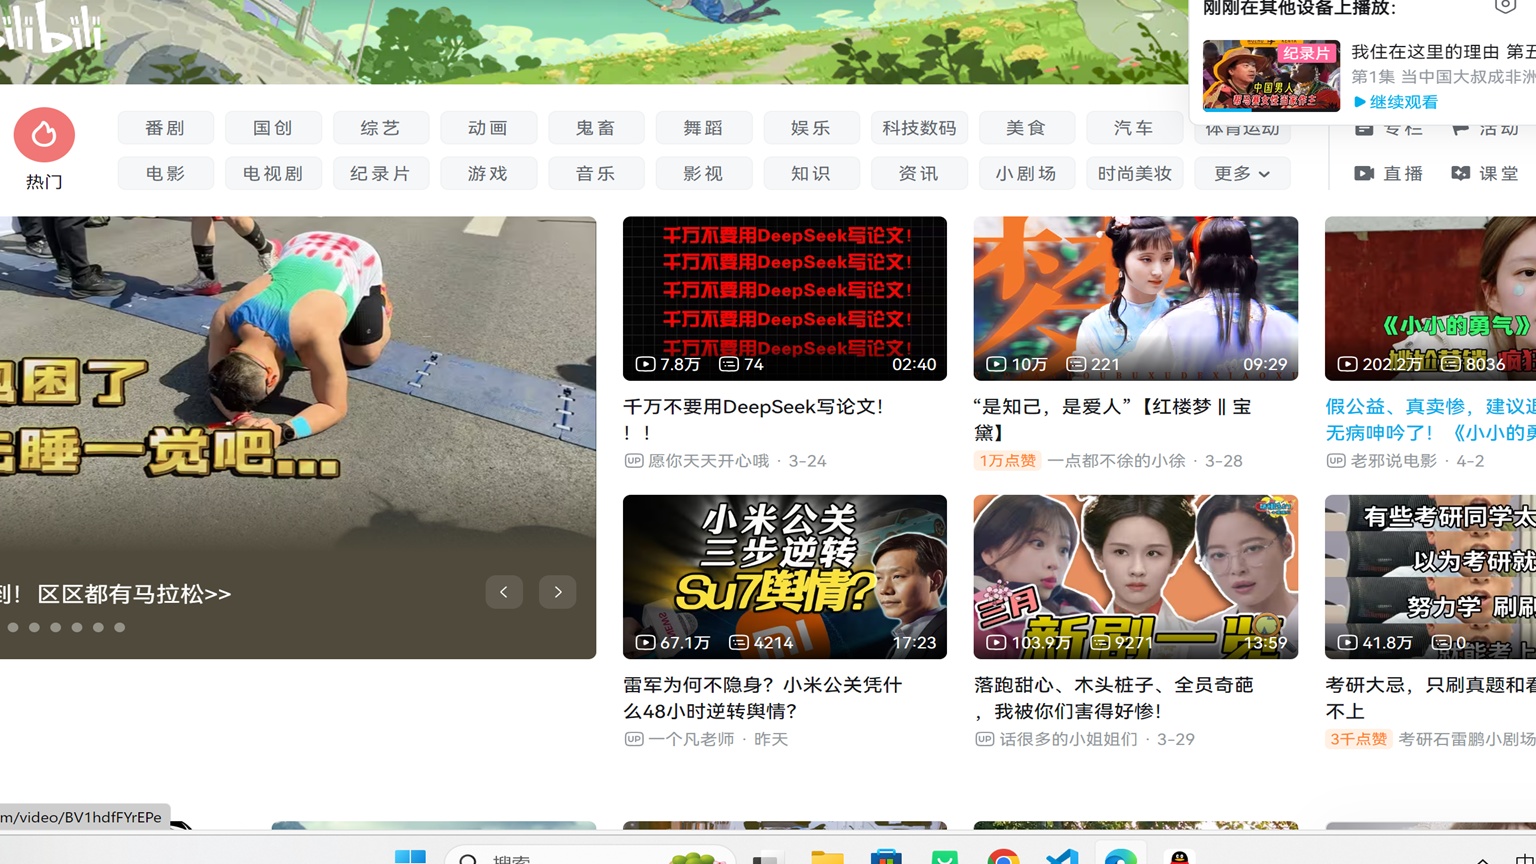 bilibili
刚刚在其他设备上播放:
纪录片
中国男人
我住在这里的理由 第五
第1集 当中国大叔成非洲
继续观看
热门
番剧 国创 综艺 动画 鬼畜 舞蹈 娱乐 科技数码 美食 汽车 体育运动 专栏 活动
电影 电视剧 纪录片 游戏 音乐 影视 知识 资讯 小剧场 时尚美妆 更多 直播 课堂
困了
先睡一觉吧...
到！区区都有马拉松>>
千万不要用DeepSeek写论文!
千万不要用DeepSeek写论文!
千万不要用DeepSeek写论文!
千万不要用DeepSeek写论文!
千万不要用DeepSeek写论文!
7.8万 74 02:40
千万不要用DeepSeek写论文！
！！
UP 愿你天天开心哦 · 3-24
10万 221 09:29
“是知己，是爱人”【红楼梦‖宝
黛】
1万点赞 一点都不徐的小徐 · 3-28
《小小的勇气》
202.2万 8036
假公益、真卖惨，建议退
无病呻吟了！《小小的勇
UP 老邪说电影 · 4-2
小米公关
三步逆转
Su7舆情?
NEWS
67.1万 4214 17:23
雷军为何不隐身？小米公关凭什
么48小时逆转舆情？
UP 一个凡老师 · 昨天
三月
新剧一览
103.9万 9271 13:59
落跑甜心、木头桩子、全员奇葩
，我被你们害得好惨！
UP 话很多的小姐姐们 · 3-29
有些考研同学太
以为考研就
努力学 刷刷
就能考上
41.8万 0
考研大忌，只刷真题和看
不上
3千点赞 考研石雷鹏小剧场
m/video/BV1hdfFYrEPe
搜索
中